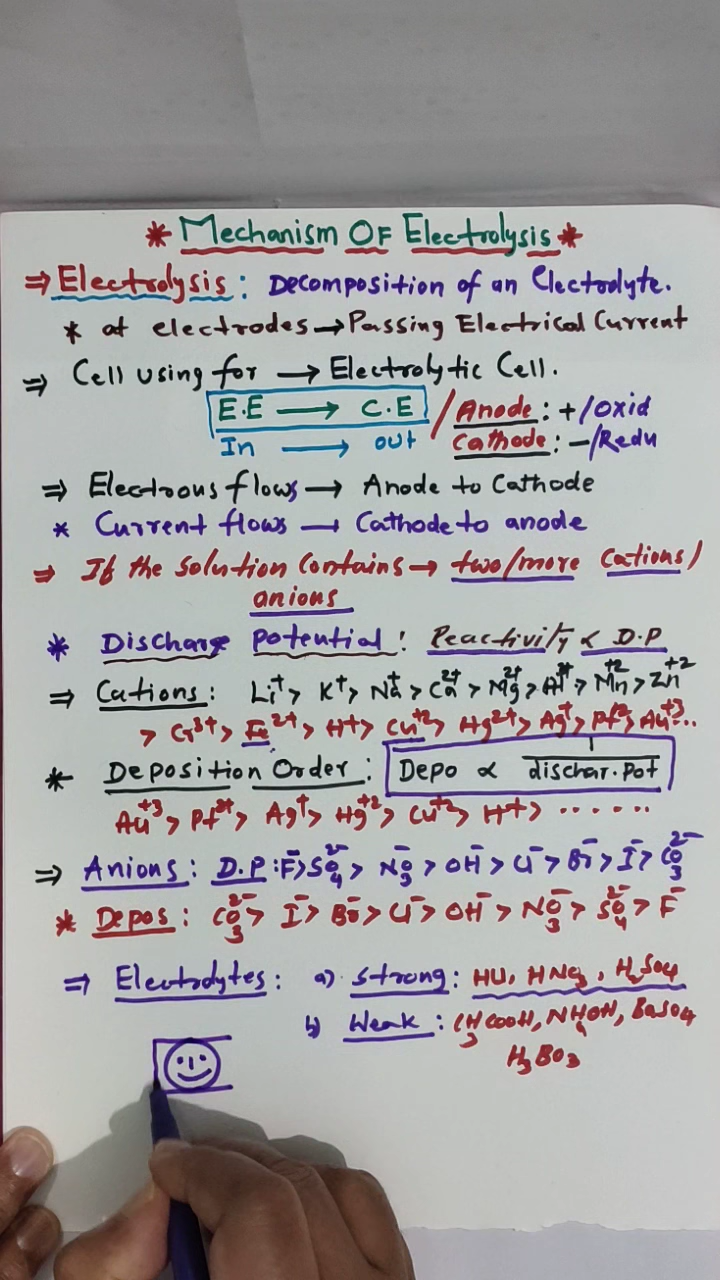 * Mechanism OF Electrolysis *
⇒ Electrolysis : Decomposition of an Electrolyte.
* at electrodes → Passing Electrical Current
⇒ Cell using for → Electrolytic Cell.
E.E → C.E / Anode : + / Oxid
In → out Cathode : − / Redu
⇒ Electrons flows → Anode to Cathode
* Current flows → Cathode to anode
⇒ If the solution contains → two/more cations/
anions
* Discharge potential : Reactivity ∝ D.P
⇒ Cations : Li⁺ > K⁺ > Na⁺ > Ca²⁺ > Mg²⁺ > Al³⁺ > Mn⁺² > Zn⁺²
> Cr³⁺ > Fe²⁺ > H⁺ > Cu⁺² > Hg²⁺ > Ag⁺ > Pt⁺² > Au⁺³...
* Deposition Order : Depo ∝ 1/dischar.pot
Au⁺³ > Pt²⁺ > Ag⁺ > Hg⁺² > Cu⁺² > H⁺ > ......
⇒ Anions : D.P : F⁻ > SO₄²⁻ > NO₃⁻ > OH⁻ > Cl⁻ > Br⁻ > I⁻ > CO₃²⁻
* Depos : CO₃²⁻ > I⁻ > Br⁻ > Cl⁻ > OH⁻ > NO₃⁻ > SO₄²⁻ > F⁻
⇒ Electrolytes : a) Strong : HCl, HNO₃, H₂SO₄
b) Weak : CH₃COOH, NH₄OH, BaSO₄
H₃BO₃